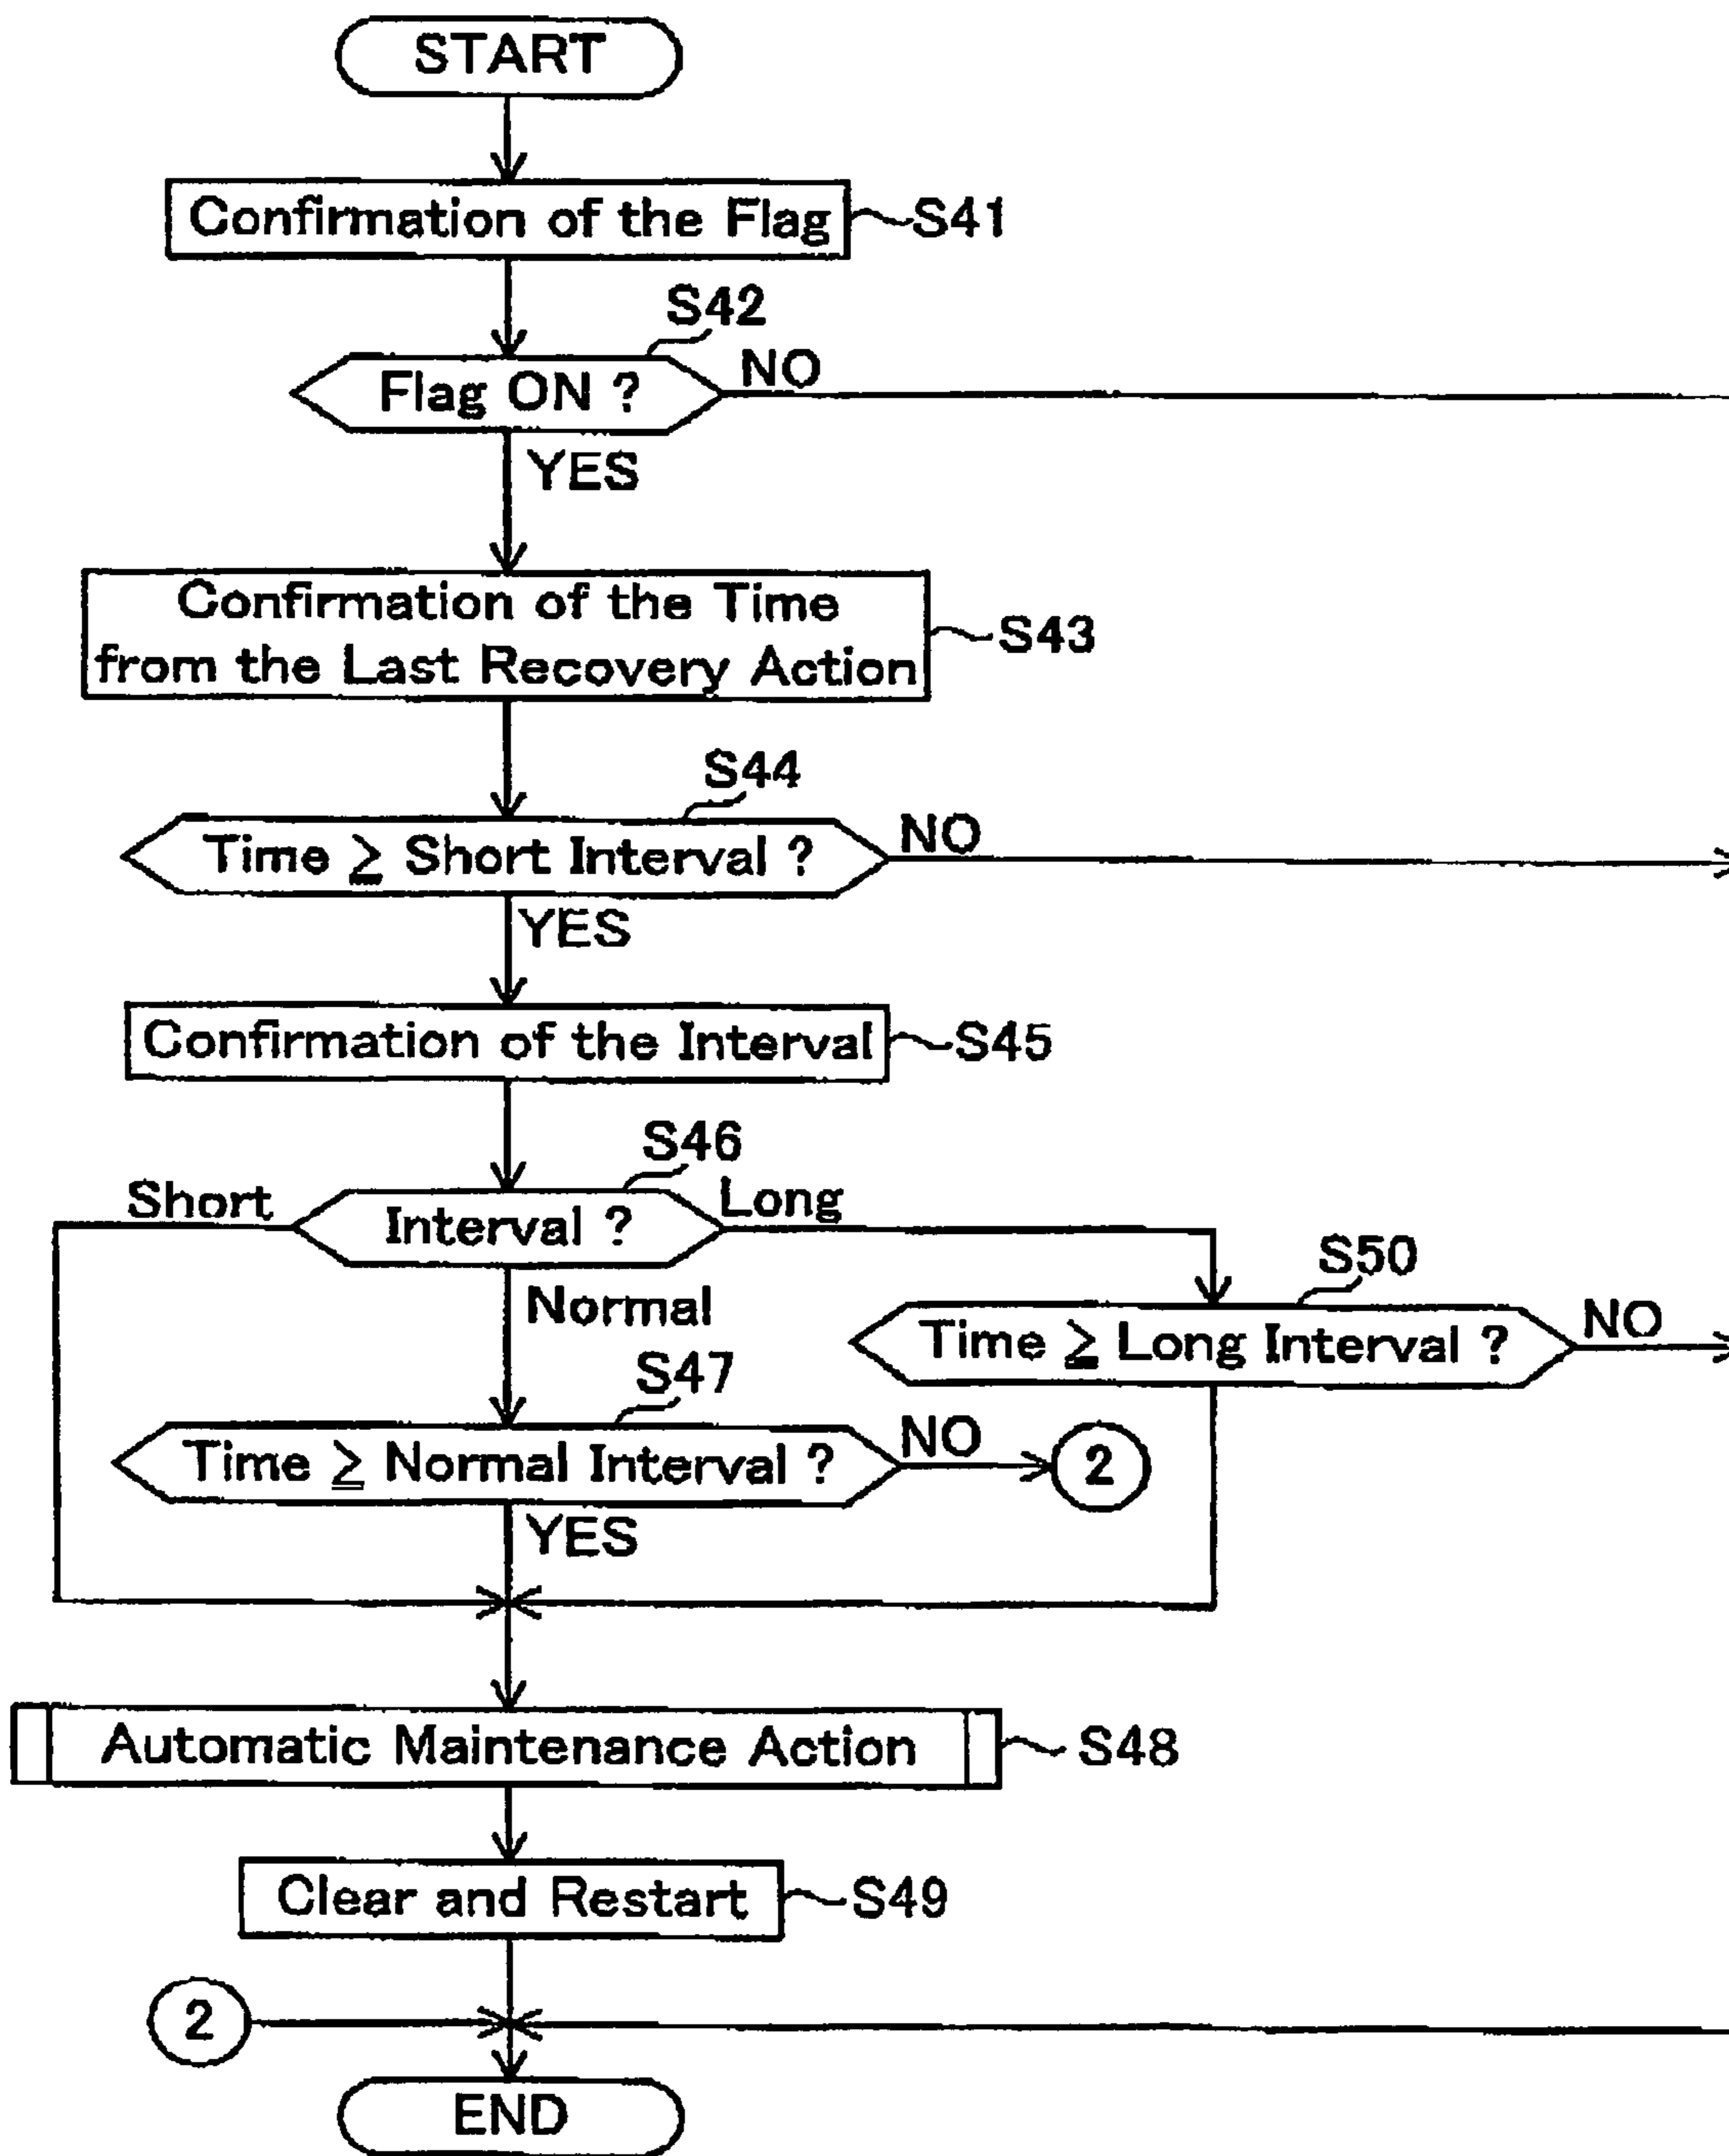 START
Confirmation of the Flag
S41
S42
Flag ON ?
NO
YES
Confirmation of the Time
from the Last Recovery Action
S43
S44
Time ≥ Short Interval ?
NO
YES
Confirmation of the Interval
S45
S46
Short
Interval ?
Long
Normal
S50
Time ≥ Long Interval ?
NO
S47
Time ≥ Normal Interval ?
NO
2
YES
Automatic Maintenance Action
S48
Clear and Restart
S49
2
END